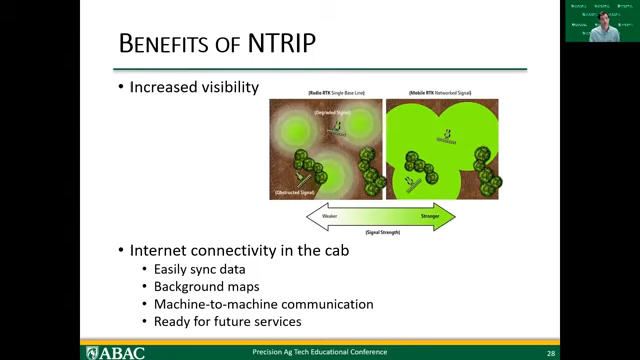 BENEFITS OF NTRIP
• Increased visibility
(Radio RTK Single Base Line)
(Mobile RTK Networked Signal)
(Degraded Signal)
(Obstructed Signal)
Weaker
Stronger
(Signal Strength)
• Internet connectivity in the cab
• Easily sync data
• Background maps
• Machine-to-machine communication
• Ready for future services
ABAC
Precision Ag Tech Educational Conference
28